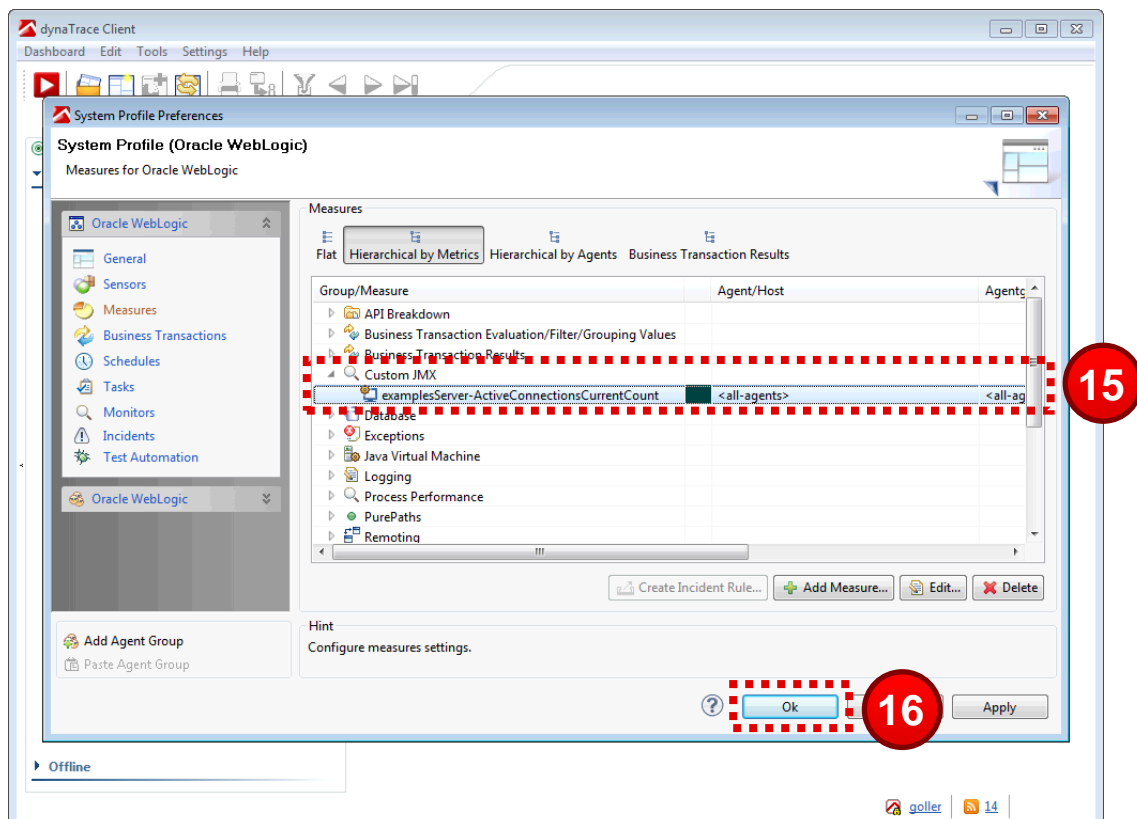 dynaTrace Client
Dashboard Edit Tools Settings Help
System Profile Preferences
System Profile (Oracle WebLogic)
Measures for Oracle WebLogic
Oracle WebLogic
General
Sensors
Measures
Business Transactions
Schedules
Tasks
Monitors
Incidents
Test Automation
Oracle WebLogic
Add Agent Group
Paste Agent Group
Measures
Flat Hierarchical by Metrics Hierarchical by Agents Business Transaction Results
Group/Measure Agent/Host Agentg
API Breakdown
Business Transaction Evaluation/Filter/Grouping Values
Business Transaction Results
Custom JMX
examplesServer-ActiveConnectionsCurrentCount <all-agents> <all-ag
15
Database
Exceptions
Java Virtual Machine
Logging
Process Performance
PurePaths
Remoting
Create Incident Rule... Add Measure... Edit... Delete
Hint
Configure measures settings.
Ok 16 Apply
Offline
goller 14